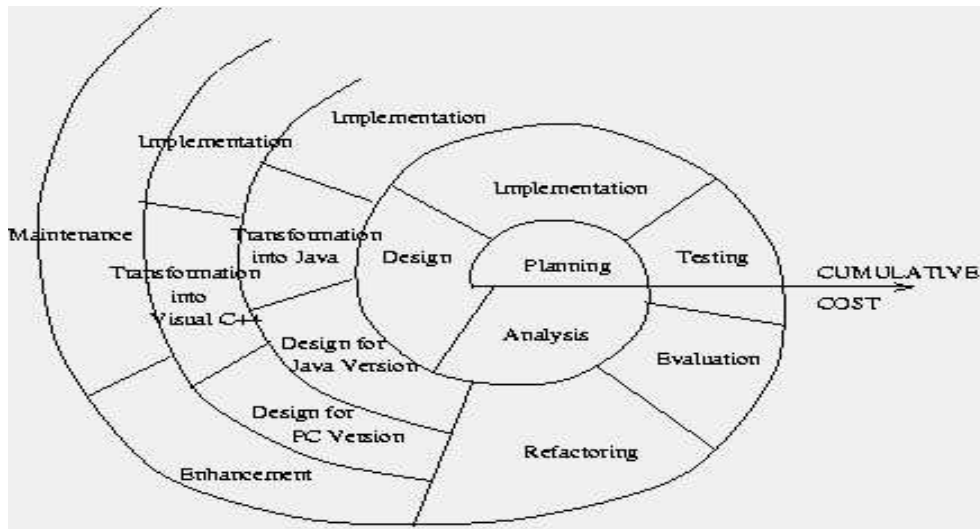 Implementation
Implementation
Implementation
Maintenance
Transformation
into Java
Design
Planning
Testing
CUMULATIVE
COST
Transformation
into
Visual C++
Analysis
Design for
Java Version
Evaluation
Design for
PC Version
Refactoring
Enhancement